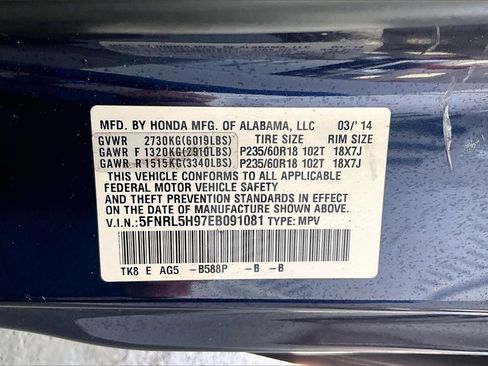 MFD. BY HONDA MFG. OF ALABAMA, LLC 03/'14
GVWR 2730KG(6019LBS) TIRE SIZE RIM SIZE
GAWR F 1320KG(2910LBS) P235/60R18 102T 18X7J
GAWR R 1515KG(3340LBS) P235/60R18 102T 18X7J
THIS VEHICLE CONFORMS TO ALL APPLICABLE
FEDERAL MOTOR VEHICLE SAFETY
AND THEFT PREVENTION STANDARDS IN EFFECT
ON THE DATE OF MANUFACTURE SHOWN ABOVE.
V.I.N.: 5FNRL5H97EB091081 TYPE: MPV
TK8 E AG5 -B588P -B -B